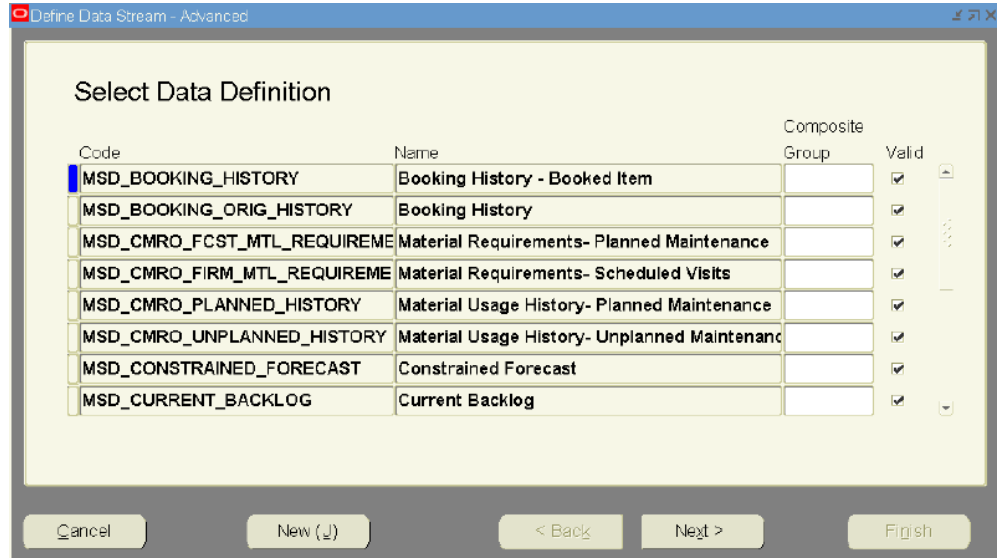 Define Data Stream - Advanced
Select Data Definition
Composite
Code Name Group Valid
MSD_BOOKING_HISTORY Booking History - Booked Item
MSD_BOOKING_ORIG_HISTORY Booking History
MSD_CMRO_FCST_MTL_REQUIREME Material Requirements- Planned Maintenance
MSD_CMRO_FIRM_MTL_REQUIREME Material Requirements- Scheduled Visits
MSD_CMRO_PLANNED_HISTORY Material Usage History- Planned Maintenance
MSD_CMRO_UNPLANNED_HISTORY Material Usage History- Unplanned Maintenanc
MSD_CONSTRAINED_FORECAST Constrained Forecast
MSD_CURRENT_BACKLOG Current Backlog
Cancel New (J) < Back Next > Finish